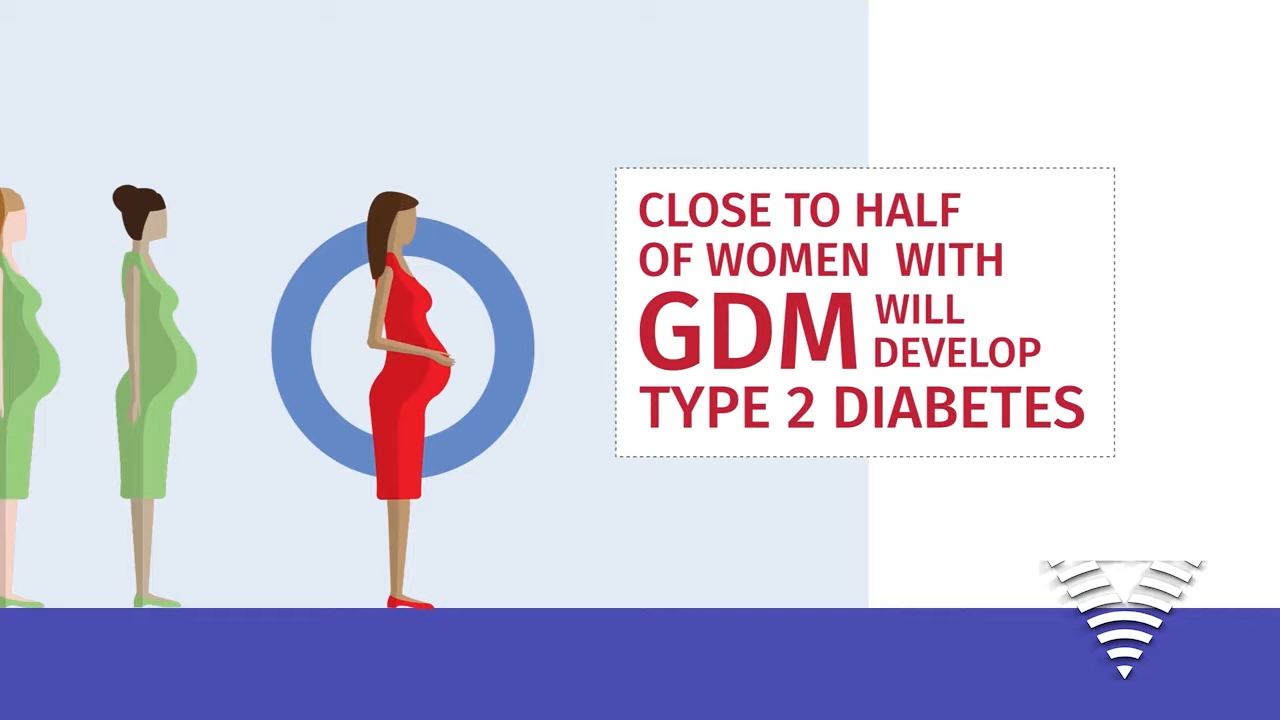 CLOSE TO HALF
OF WOMEN WITH
GDM WILL
DEVELOP
TYPE 2 DIABETES